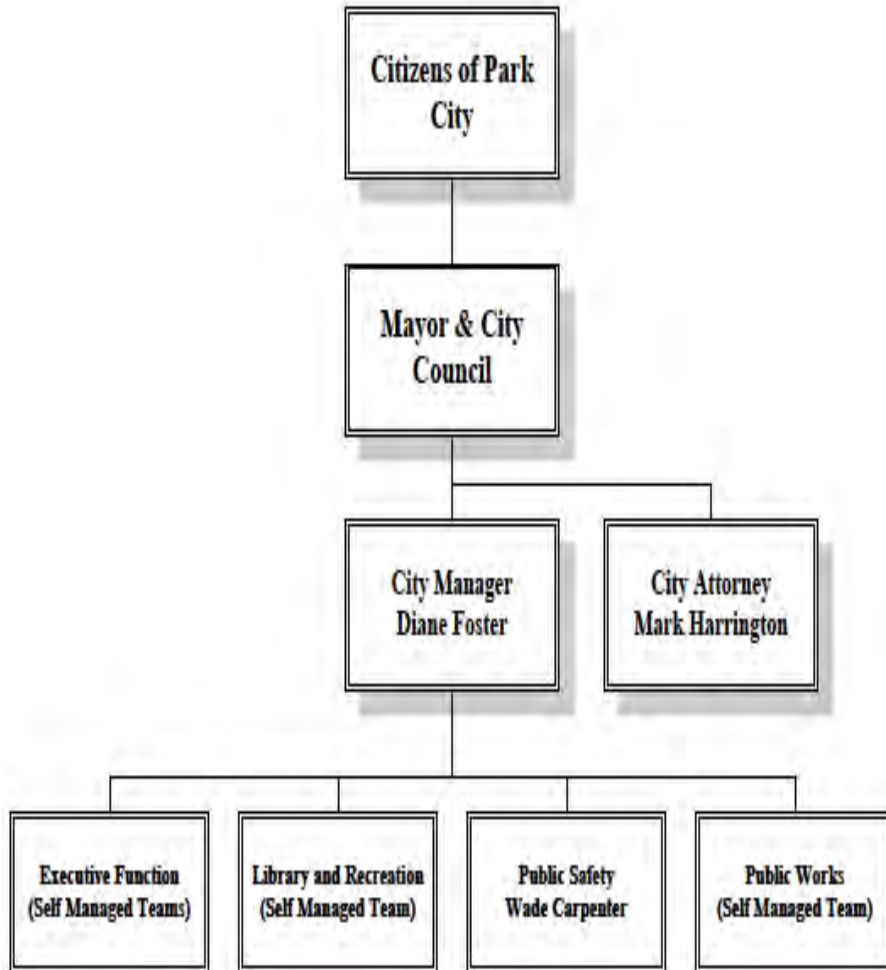 Citizens of Park
City
Mayor & City
Council
City Manager
Diane Foster
City Attorney
Mark Harrington
Executive Function
(Self Managed Teams)
Library and Recreation
(Self Managed Team)
Public Safety
Wade Carpenter
Public Works
(Self Managed Team)